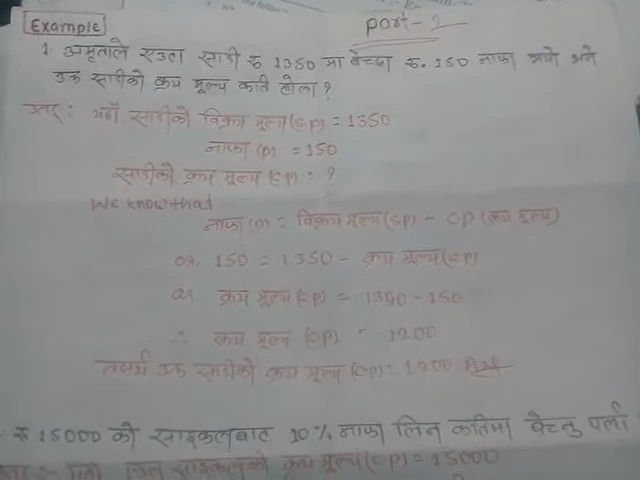 Example
Part-2
1. अमृताले एउटा साडी रु 1350 मा बेच्दा रु. 150 नाफा भयो भने
उक्त साडीको क्रय मूल्य कति होला ?
उत्तर : यहाँ, साडीको विक्रय मूल्य (SP) = 1350
नाफा (P) = 150
साडीको क्रय मूल्य (CP) = ?
We know that
नाफा (P) = विक्रय मूल्य (SP) - CP (क्रय मूल्य)
or, 150 = 1350 - क्रय मूल्य (CP)
or क्रय मूल्य (CP) = 1350 - 150
∴ क्रय मूल्य (CP) = 1200
तसर्थ उक्त साडीको क्रय मूल्य (CP) = 1200
रु 15000 को साइकलबाट 10% नाफा लिन कतिमा बेच्नु पर्ला
साइकलको क्रय मूल्य (CP) = 15000